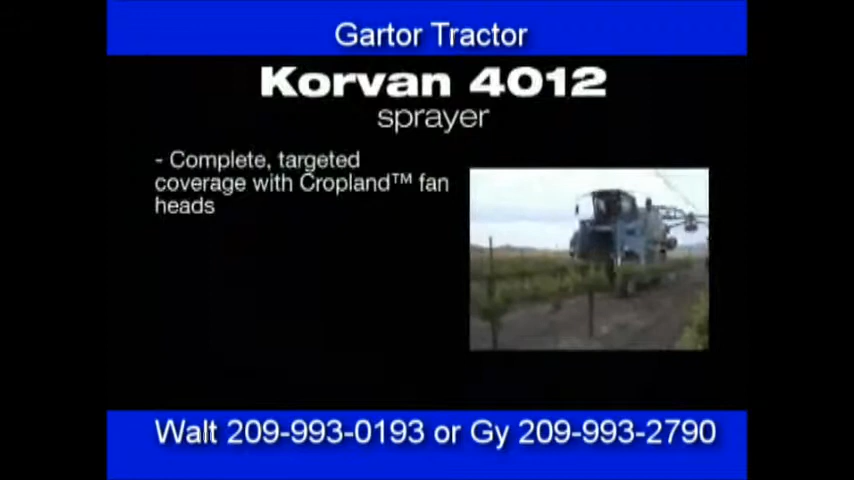 Gartor Tractor
Korvan 4012
sprayer
- Complete, targeted
coverage with Cropland™ fan
heads
Walt 209-993-0193 or Gy 209-993-2790